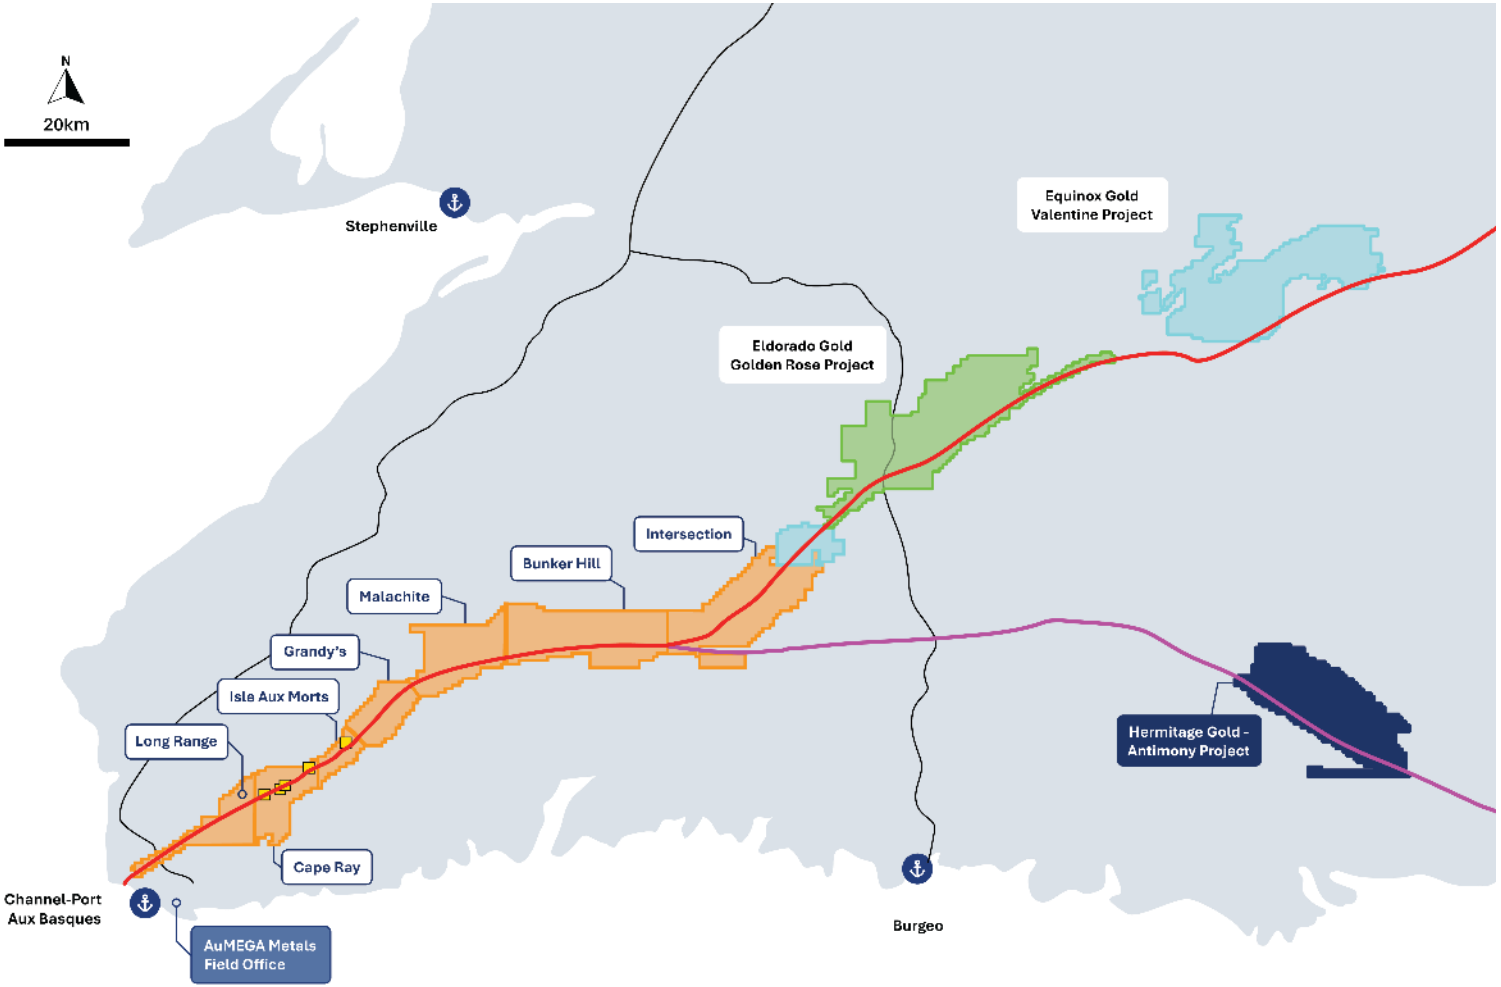 N
20km
Stephenville
Equinox Gold
Valentine Project
Eldorado Gold
Golden Rose Project
Intersection
Bunker Hill
Malachite
Grandy's
Isle Aux Morts
Long Range
Hermitage Gold -
Antimony Project
Cape Ray
Channel-Port
Aux Basques
Burgeo
AuMEGA Metals
Field Office